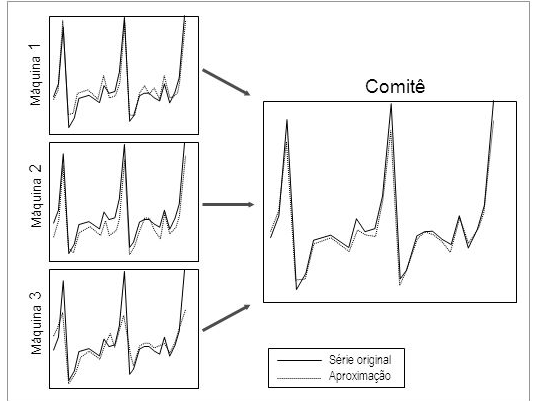 Máquina 1
Comitê
Máquina 2
Máquina 3
Série original
Aproximação